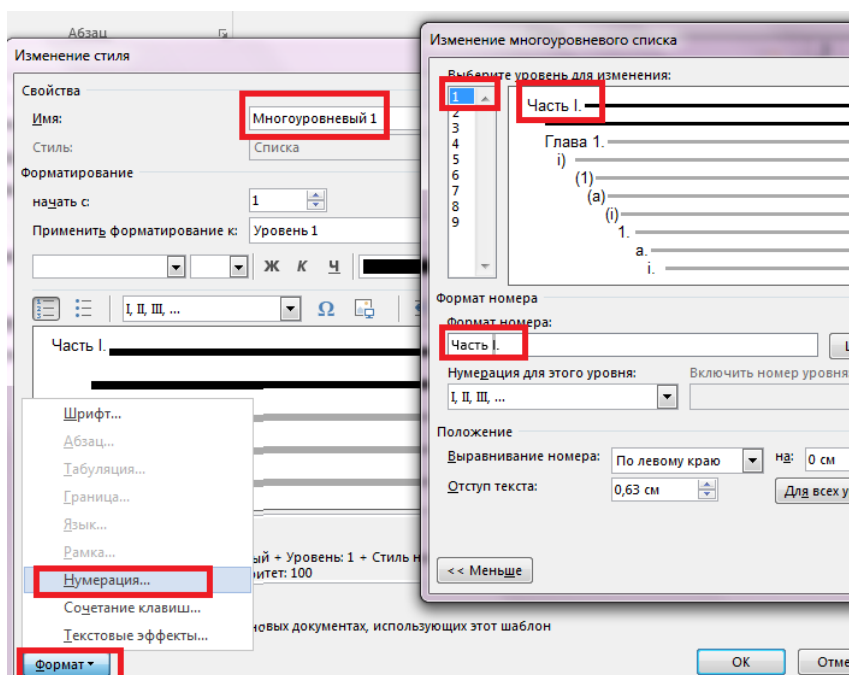 Абзац
Изменение стиля
Свойства
Имя:
Многоуровневый 1
Стиль:
Списка
Форматирование
начать с:
1
Применить форматирование к:
Уровень 1
Ж К Ч
I, II, III, ...
Ω
Часть I.
Шрифт...
Абзац...
Табуляция...
Граница...
Язык...
Рамка...
Нумерация...
Сочетание клавиш...
Текстовые эффекты...
ый + Уровень: 1 + Стиль н
ритет: 100
новых документах, использующих этот шаблон
Формат
OK
Отме
Изменение многоуровневого списка
Выберите уровень для изменения:
1
2
3
4
5
6
7
8
9
Часть I.
Глава 1.
i)
(1)
(a)
(i)
1.
a.
i.
Формат номера
Формат номера:
Часть I.
Нумерация для этого уровня:
Включить номер уровня:
I, II, III, ...
Положение
Выравнивание номера:
По левому краю
на:
0 см
Отступ текста:
0,63 см
Для всех у
<< Меньше